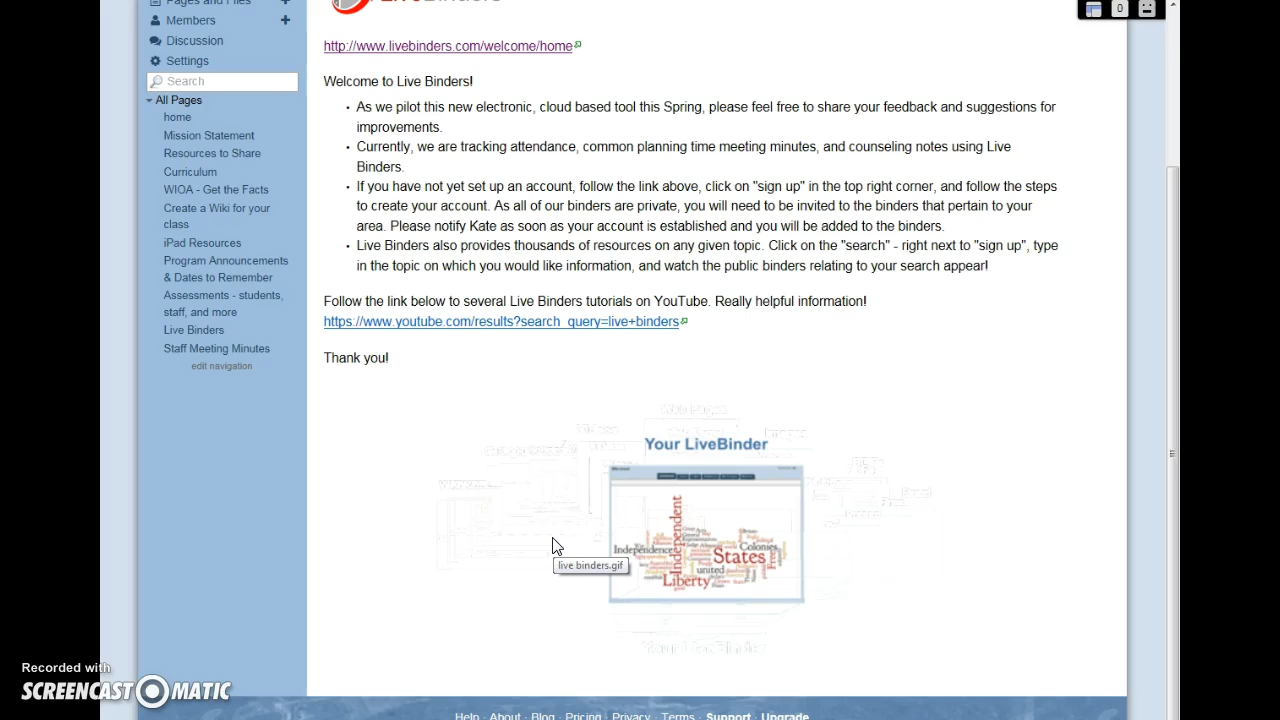 Pages and Files
LiveBinders
0
Members
http://www.livebinders.com/welcome/home
Discussion
Settings
Search
Welcome to Live Binders!
All Pages
home
Mission Statement
Resources to Share
Curriculum
WIOA - Get the Facts
Create a Wiki for your
class
iPad Resources
Program Announcements
& Dates to Remember
Assessments - students,
staff, and more
Live Binders
Staff Meeting Minutes
edit navigation
• As we pilot this new electronic, cloud based tool this Spring, please feel free to share your feedback and suggestions for
improvements.
• Currently, we are tracking attendance, common planning time meeting minutes, and counseling notes using Live
Binders.
• If you have not yet set up an account, follow the link above, click on "sign up" in the top right corner, and follow the steps
to create your account. As all of our binders are private, you will need to be invited to the binders that pertain to your
area. Please notify Kate as soon as your account is established and you will be added to the binders.
• Live Binders also provides thousands of resources on any given topic. Click on the "search" - right next to "sign up", type
in the topic on which you would like information, and watch the public binders relating to your search appear!
Follow the link below to several Live Binders tutorials on YouTube. Really helpful information!
https://www.youtube.com/results?search_query=live+binders
Thank you!
Web Pages
Videos
Images
Your LiveBinder
Independent
Independence
Colonies
States
Free
united
Liberty
live binders.gif
Your LiveBinder
Recorded with
SCREENCAST MATIC
Help · About · Blog · Pricing · Privacy · Terms · Support · Upgrade